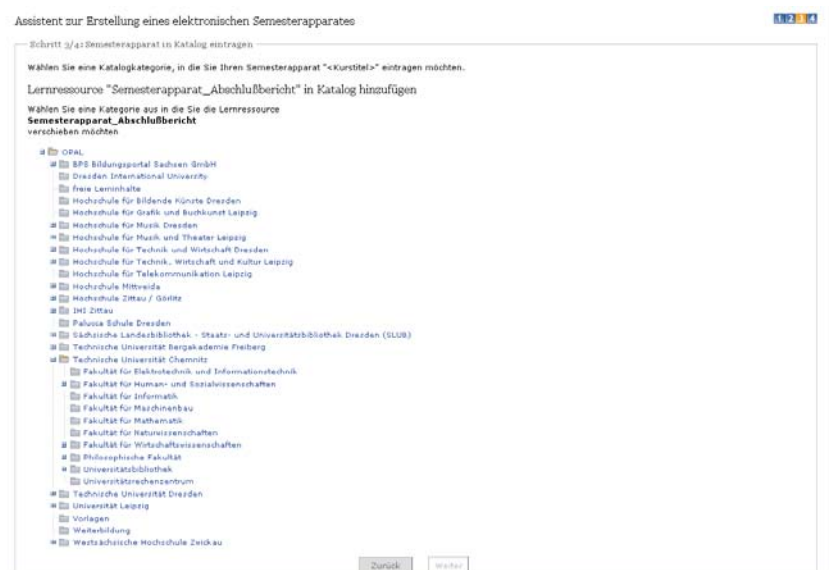 Assistent zur Erstellung eines elektronischen Semesterapparates
1 2 3 4
Schritt 3/4: Semesterapparat in Katalog eintragen
Wählen Sie eine Katalogkategorie, in die Sie Ihren Semesterapparat "<Kurstitel>" eintragen möchten.
Lernressource "Semesterapparat_Abschlußbericht" in Katalog hinzufügen
Wählen Sie eine Kategorie aus in die Sie die Lernressource
Semesterapparat_Abschlußbericht
verschieben möchten
OPAL
BPS Bildungsportal Sachsen GmbH
Dresden International University
freie Lerninhalte
Hochschule für Bildende Künste Dresden
Hochschule für Grafik und Buchkunst Leipzig
Hochschule für Musik Dresden
Hochschule für Musik und Theater Leipzig
Hochschule für Technik und Wirtschaft Dresden
Hochschule für Technik, Wirtschaft und Kultur Leipzig
Hochschule für Telekommunikation Leipzig
Hochschule Mittweida
Hochschule Zittau / Görlitz
IHI Zittau
Palucca Schule Dresden
Sächsische Landesbibliothek - Staats- und Universitätsbibliothek Dresden (SLUB)
Technische Universität Bergakademie Freiberg
Technische Universität Chemnitz
Fakultät für Elektrotechnik und Informationstechnik
Fakultät für Human- und Sozialwissenschaften
Fakultät für Informatik
Fakultät für Maschinenbau
Fakultät für Mathematik
Fakultät für Naturwissenschaften
Fakultät für Wirtschaftswissenschaften
Philosophische Fakultät
Universitätsbibliothek
Universitätsrechenzentrum
Technische Universität Dresden
Universität Leipzig
Vorlagen
Weiterbildung
Westsächsische Hochschule Zwickau
Zurück Weiter